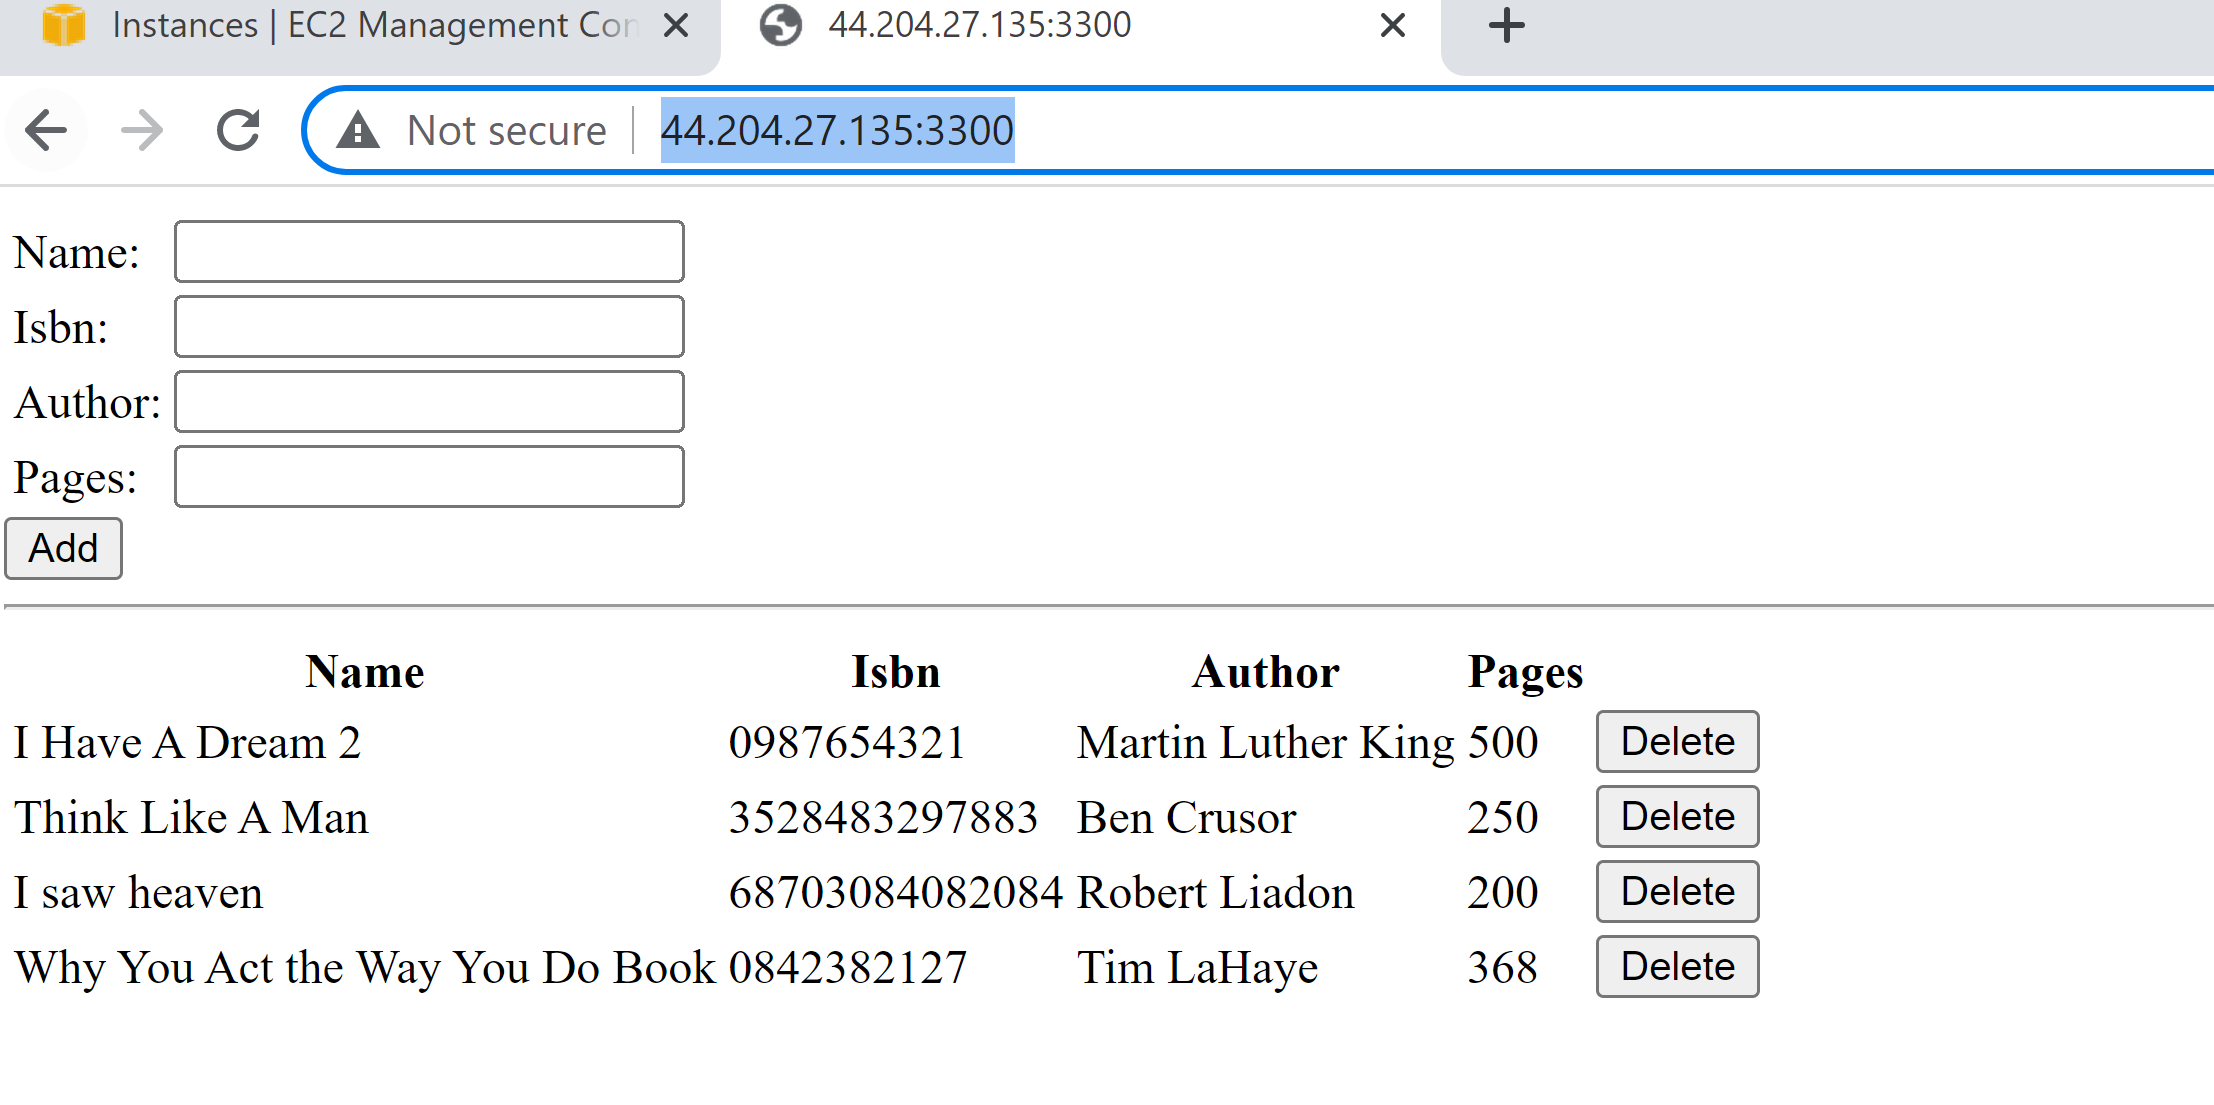 Instances | EC2 Management Con
44.204.27.135:3300
Not secure 44.204.27.135:3300
Name:
Isbn:
Author:
Pages:
Add
Name Isbn Author Pages
I Have A Dream 2 0987654321 Martin Luther King 500 Delete
Think Like A Man 3528483297883 Ben Crusor 250 Delete
I saw heaven 68703084082084 Robert Liadon 200 Delete
Why You Act the Way You Do Book 0842382127 Tim LaHaye 368 Delete